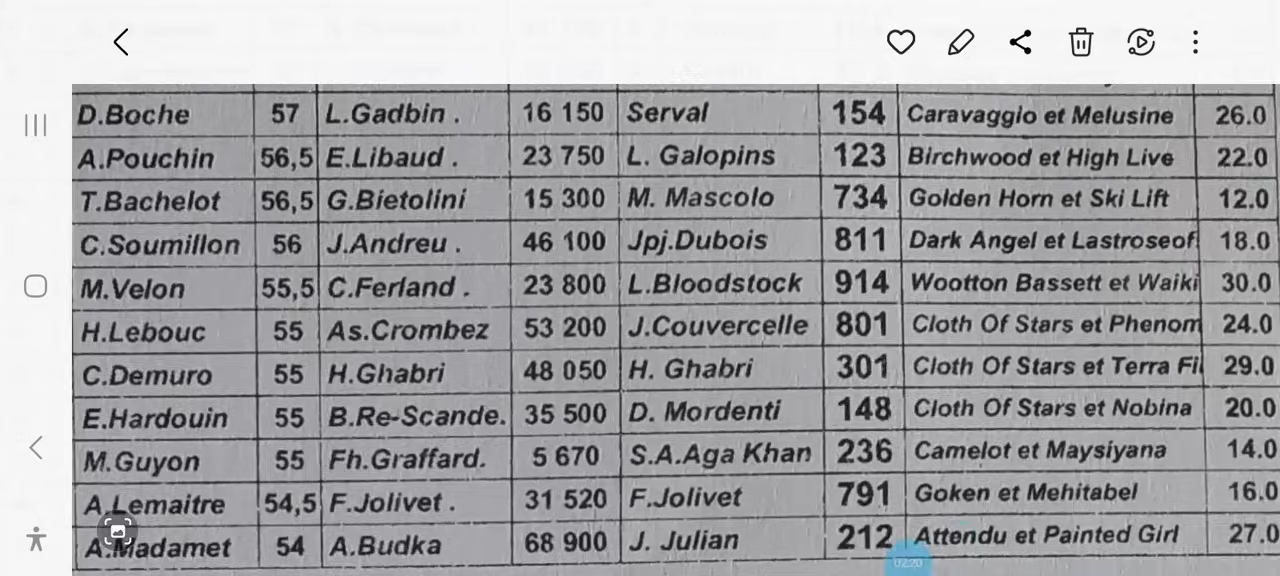 D.Boche 57 L.Gadbin . 16 150 Serval 154 Caravaggio et Melusine 26.0
A.Pouchin 56,5 E.Libaud . 23 750 L. Galopins 123 Birchwood et High Live 22.0
T.Bachelot 56,5 G.Bietolini 15 300 M. Mascolo 734 Golden Horn et Ski Lift 12.0
C.Soumillon 56 J.Andreu . 46 100 Jpj.Dubois 811 Dark Angel et Lastroseof 18.0
M.Velon 55,5 C.Ferland . 23 800 L.Bloodstock 914 Wootton Bassett et Waiki 30.0
H.Lebouc 55 As.Crombez 53 200 J.Couvercelle 801 Cloth Of Stars et Phenom 24.0
C.Demuro 55 H.Ghabri 48 050 H. Ghabri 301 Cloth Of Stars et Terra Fi 29.0
E.Hardouin 55 B.Re-Scande. 35 500 D. Mordenti 148 Cloth Of Stars et Nobina 20.0
M.Guyon 55 Fh.Graffard. 5 670 S.A.Aga Khan 236 Camelot et Maysiyana 14.0
A.Lemaitre 54,5 F.Jolivet . 31 520 F.Jolivet 791 Goken et Mehitabel 16.0
A.Madamet 54 A.Budka 68 900 J. Julian 212 Attendu et Painted Girl 27.0
02:20